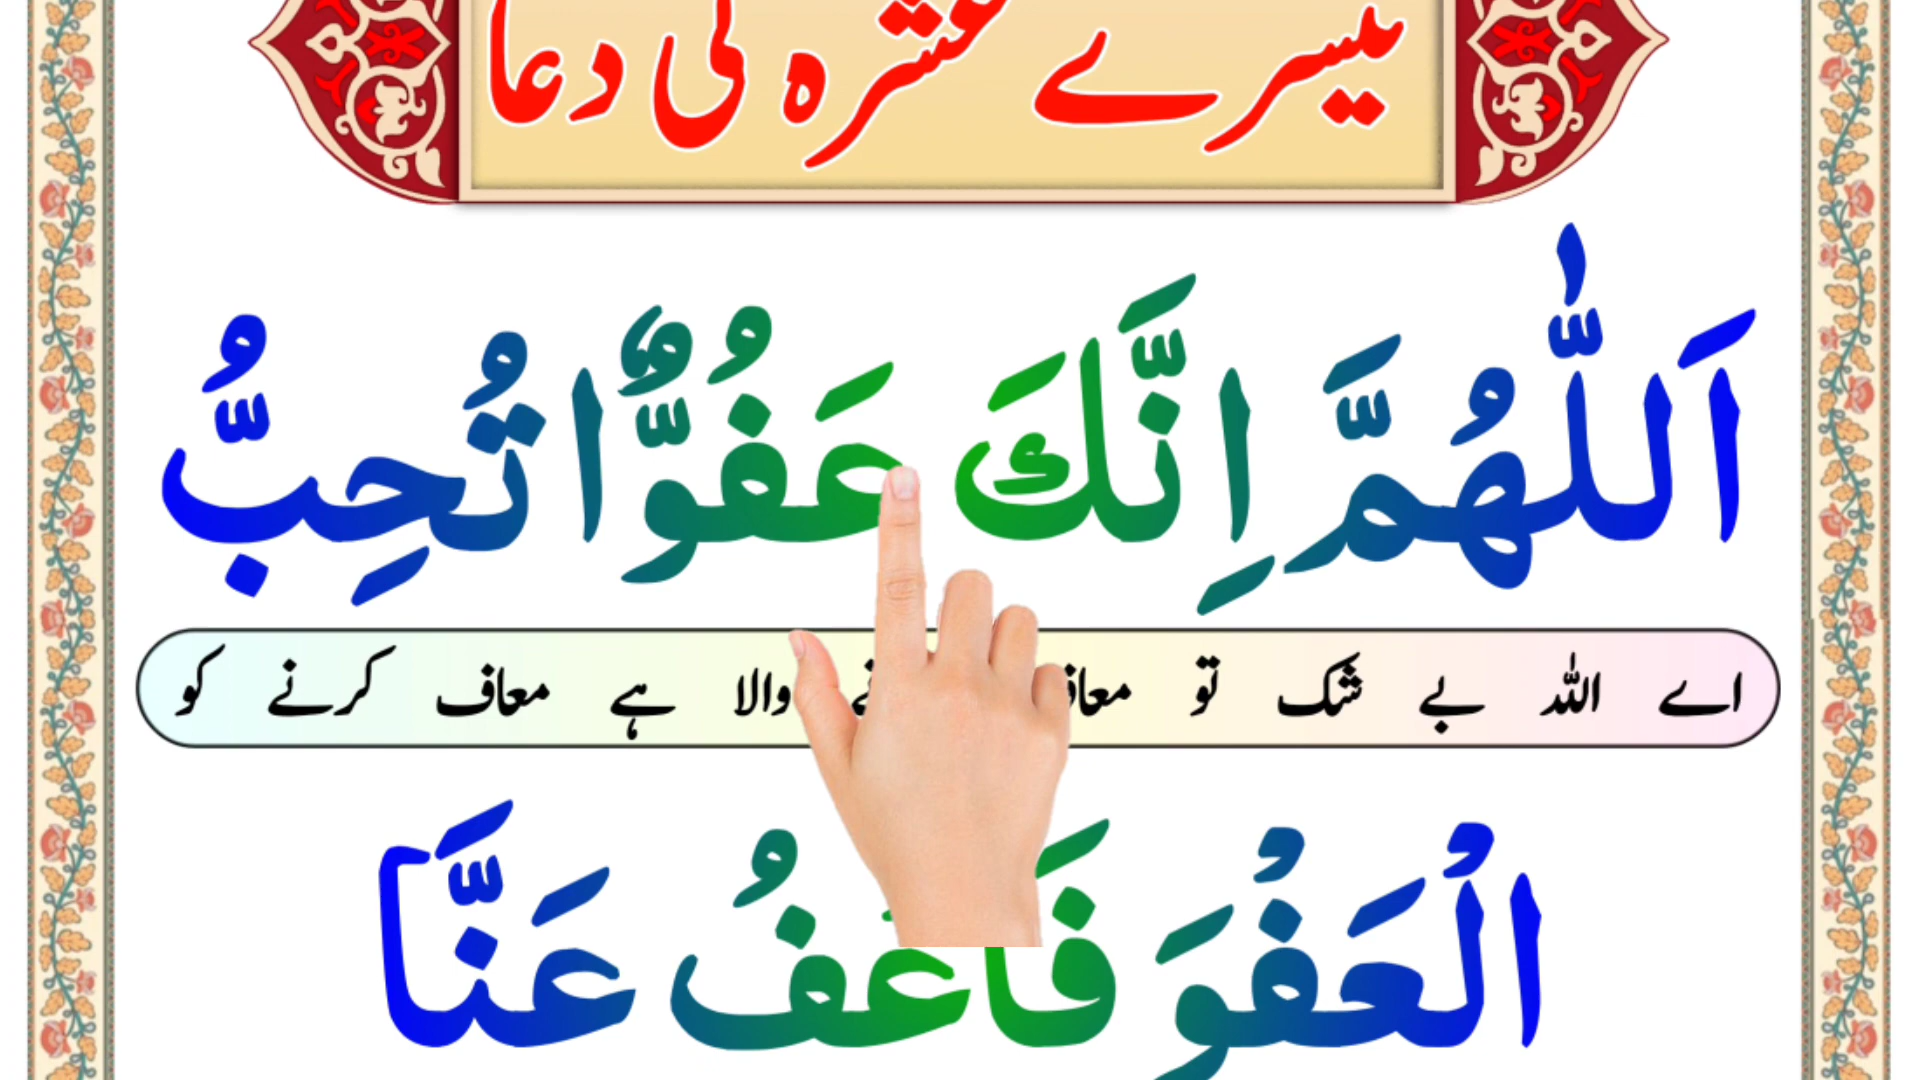 تیسرے عشرہ کی دعا
اَللّٰهُمَّ اِنَّكَ عَفُوٌّا تُحِبُّ
اے اللہ بے شک تو معاف والا ہے معاف کرنے کو
الْعَفْوَ فَاعْفُ عَنَّا